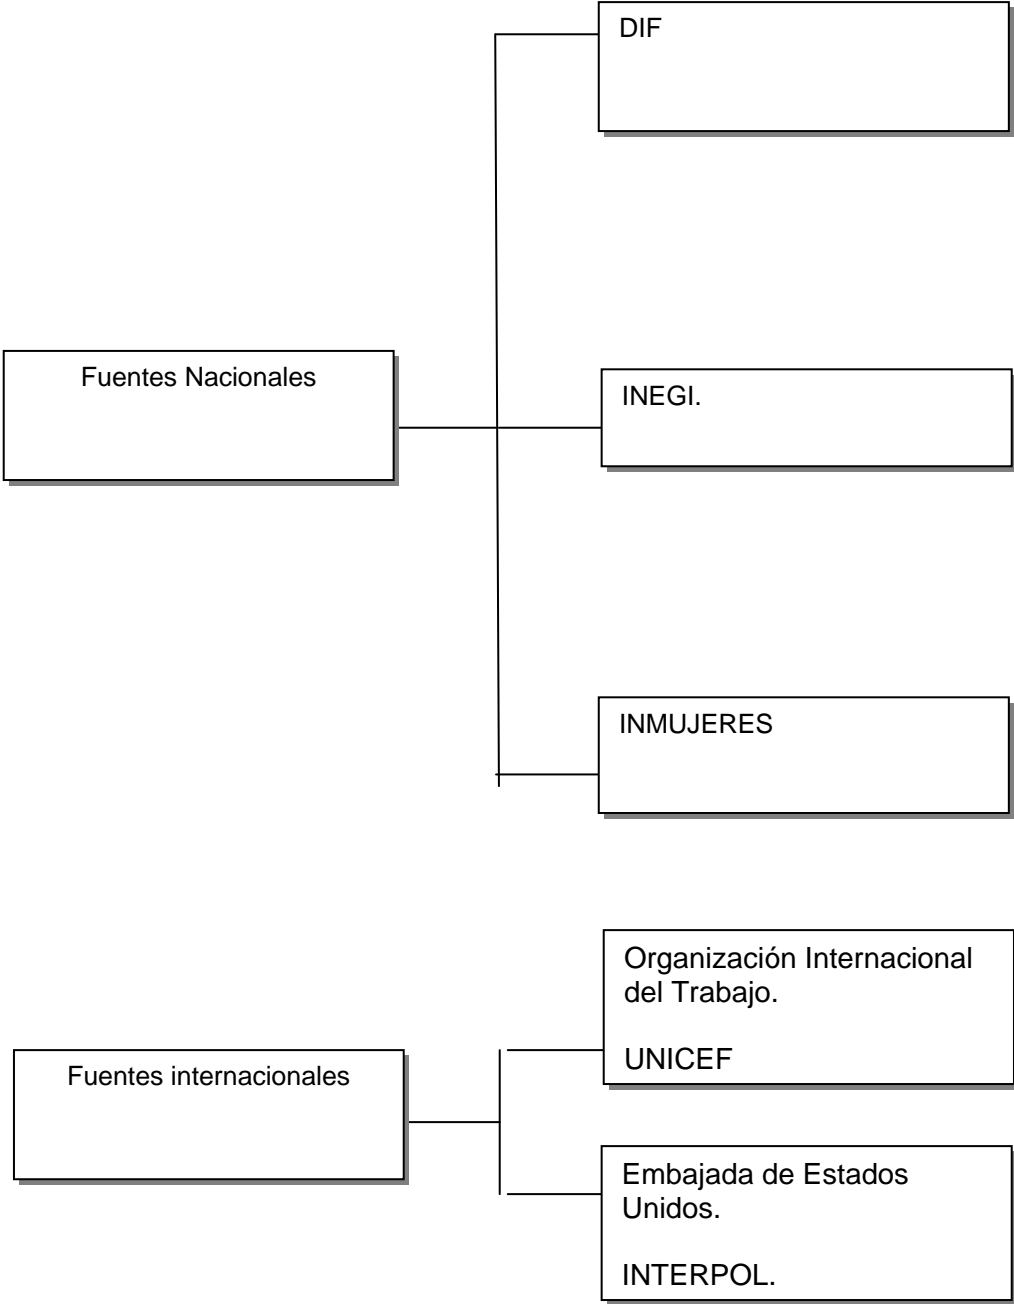 DIF
Fuentes Nacionales
INEGI.
INMUJERES
Organización Internacional
del Trabajo.
UNICEF
Fuentes internacionales
Embajada de Estados
Unidos.
INTERPOL.